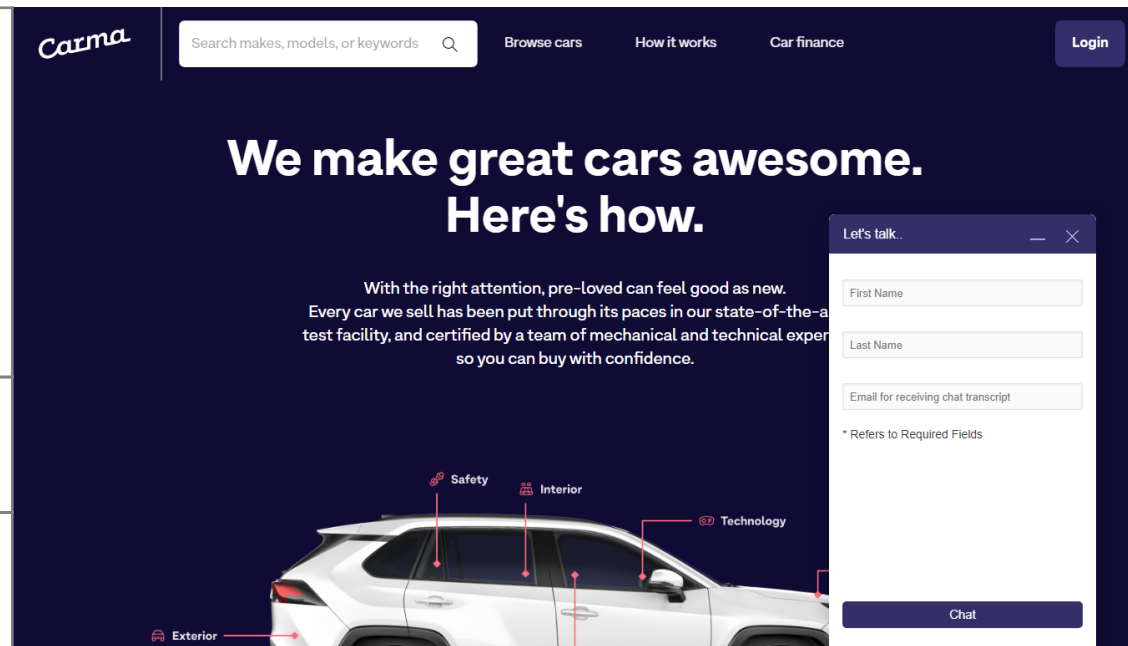 Carma
Search makes, models, or keywords
Browse cars
How it works
Car finance
Login
We make great cars awesome.
Here's how.
With the right attention, pre-loved can feel good as new.
Every car we sell has been put through its paces in our state-of-the-a
test facility, and certified by a team of mechanical and technical exper
so you can buy with confidence.
Let's talk..
First Name
Last Name
Email for receiving chat transcript
* Refers to Required Fields
Chat
Safety
Interior
Technology
Exterior